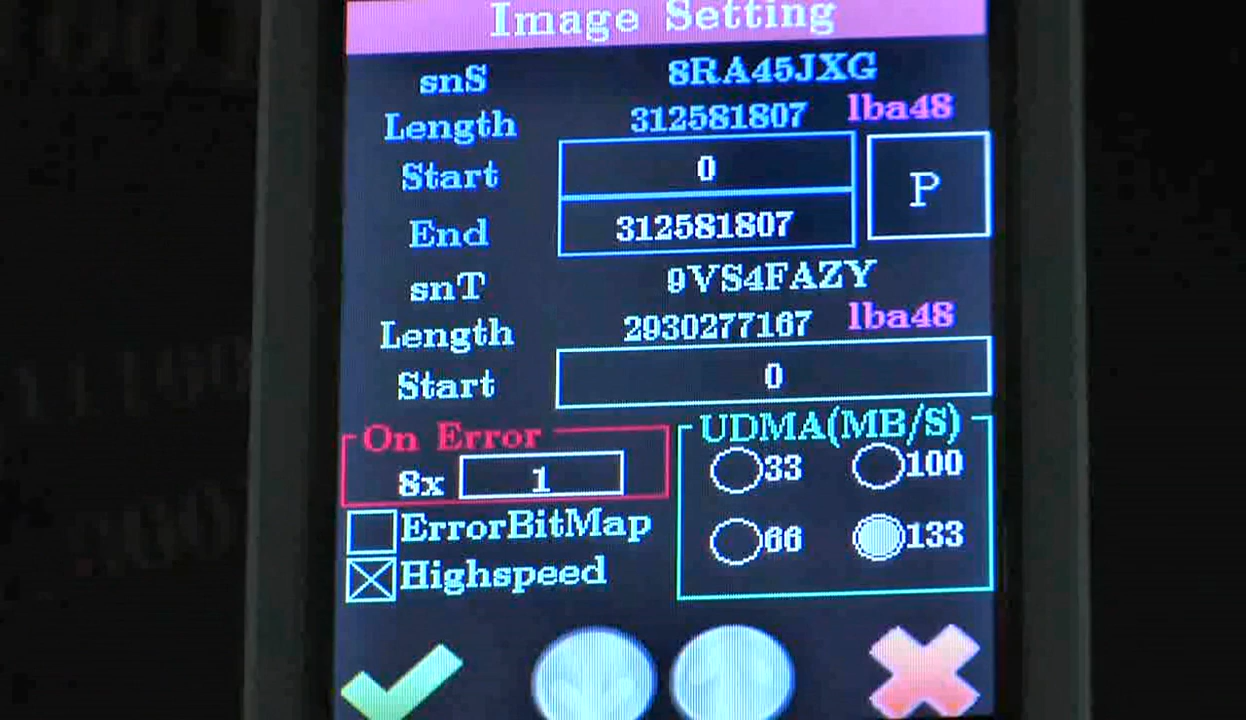 Image Setting
snS 8RA45JXG
Length 312581807 lba48
Start 0
End 312581807
P
snT 9VS4FAZY
Length 2930277167 lba48
Start 0
On Error
8x 1
ErrorBitMap
Highspeed
UDMA(MB/S)
33 100
66 133